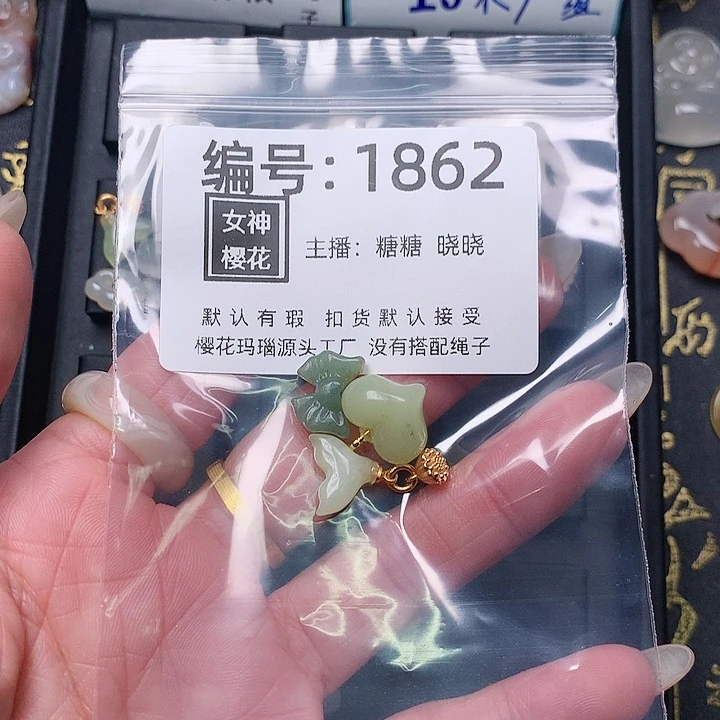 编号:1862
女神
樱花
主播: 糖糖 晓晓
默认有瑕 扣货默认接受
樱花玛瑙源头工厂 没有搭配绳子